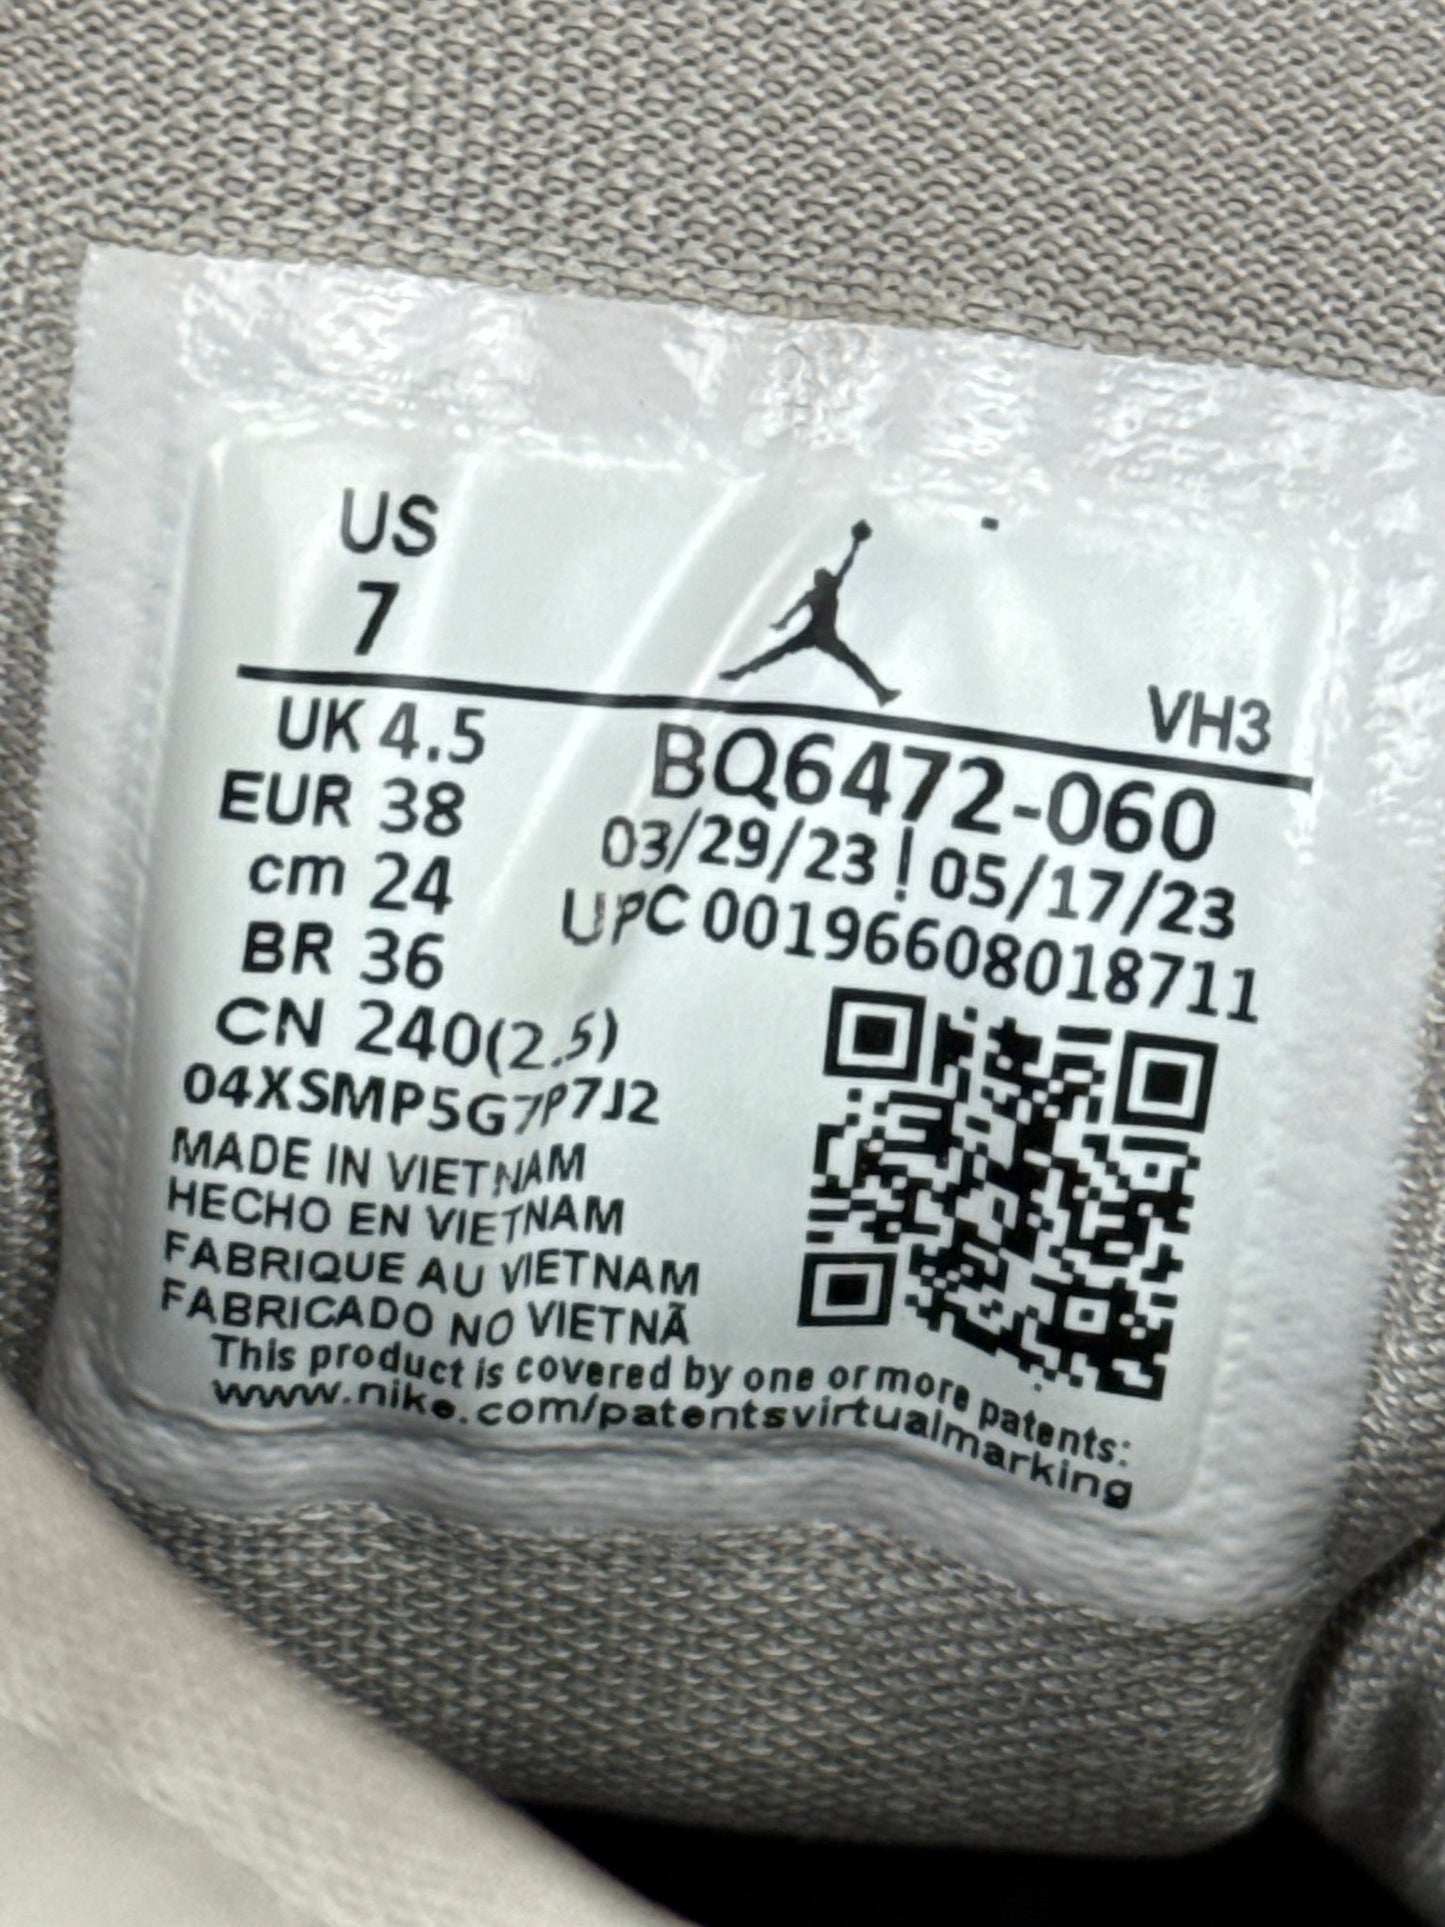 US
7
VH3
UK 4.5
EUR 38
cm 24
BR 36
CN 240(2.5)
BQ6472-060
03/29/23 ! 05/17/23
UPC 00196608018711
04XSMP5G7P7J2
MADE IN VIETNAM
HECHO EN VIETNAM
FABRIQUE AU VIETNAM
FABRICADO NO VIETNÃ
This product is covered by one or more patents:
www.nike.com/patentsvirtualmarking